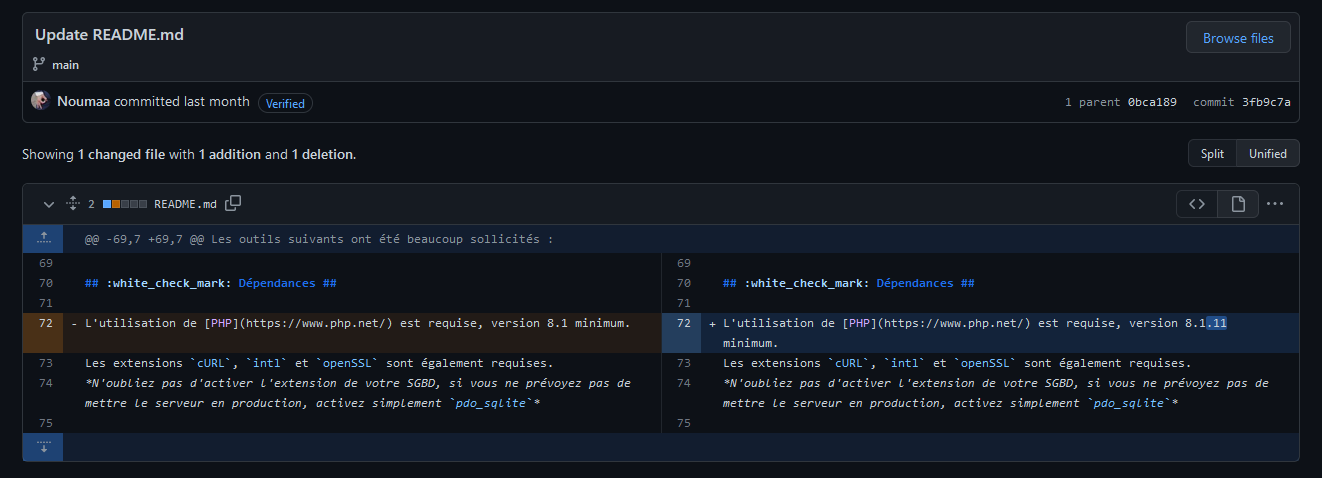 Update README.md
Browse files
main
Noumaa committed last month Verified
1 parent 0bca189 commit 3fb9c7a
Showing 1 changed file with 1 addition and 1 deletion.
Split Unified
2 README.md
@@ -69,7 +69,7 @@ Les outils suivants ont été beaucoup sollicités :
69
70 ## :white_check_mark: Dépendances ##
71
72 - L'utilisation de [PHP](https://www.php.net/) est requise, version 8.1 minimum.
73 Les extensions `cURL`, `intl` et `openSSL` sont également requises.
74 *N'oubliez pas d'activer l'extension de votre SGBD, si vous ne prévoyez pas de
mettre le serveur en production, activez simplement `pdo_sqlite`*
75
69
70 ## :white_check_mark: Dépendances ##
71
72 + L'utilisation de [PHP](https://www.php.net/) est requise, version 8.1.11
minimum.
73 Les extensions `cURL`, `intl` et `openSSL` sont également requises.
74 *N'oubliez pas d'activer l'extension de votre SGBD, si vous ne prévoyez pas de
mettre le serveur en production, activez simplement `pdo_sqlite`*
75